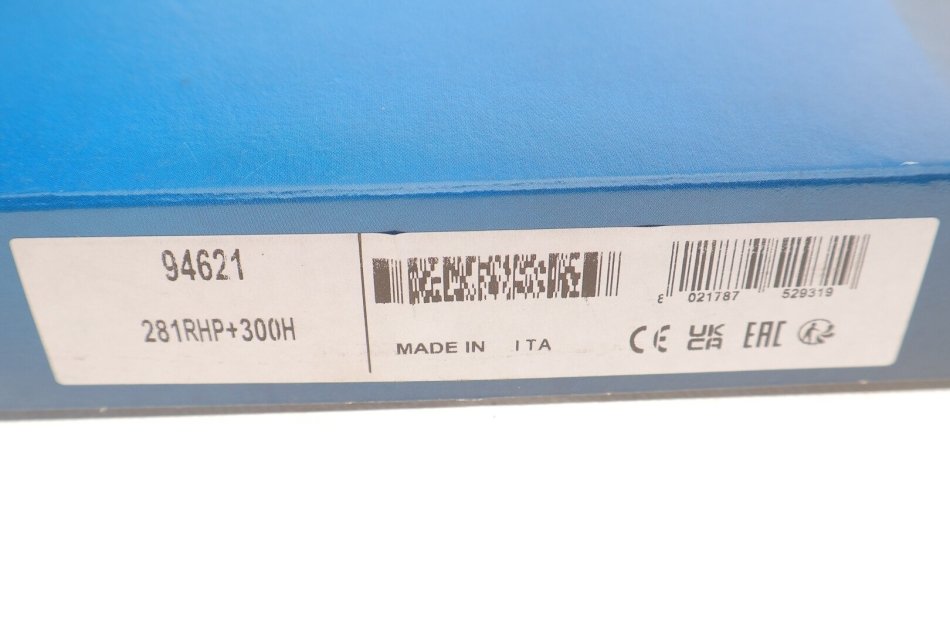 94621
281RHP+300H
MADE IN ITA
8 021787 529319
CE UK CA EAC